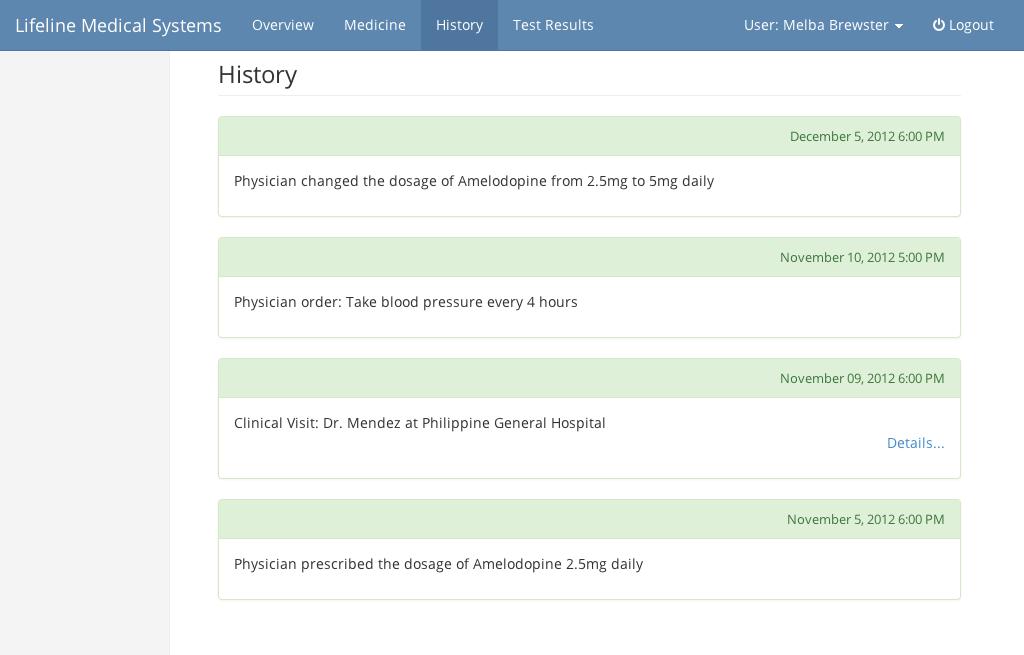 Lifeline Medical Systems Overview Medicine History Test Results User: Melba Brewster Logout
History
December 5, 2012 6:00 PM
Physician changed the dosage of Amelodopine from 2.5mg to 5mg daily
November 10, 2012 5:00 PM
Physician order: Take blood pressure every 4 hours
November 09, 2012 6:00 PM
Clinical Visit: Dr. Mendez at Philippine General Hospital
Details...
November 5, 2012 6:00 PM
Physician prescribed the dosage of Amelodopine 2.5mg daily